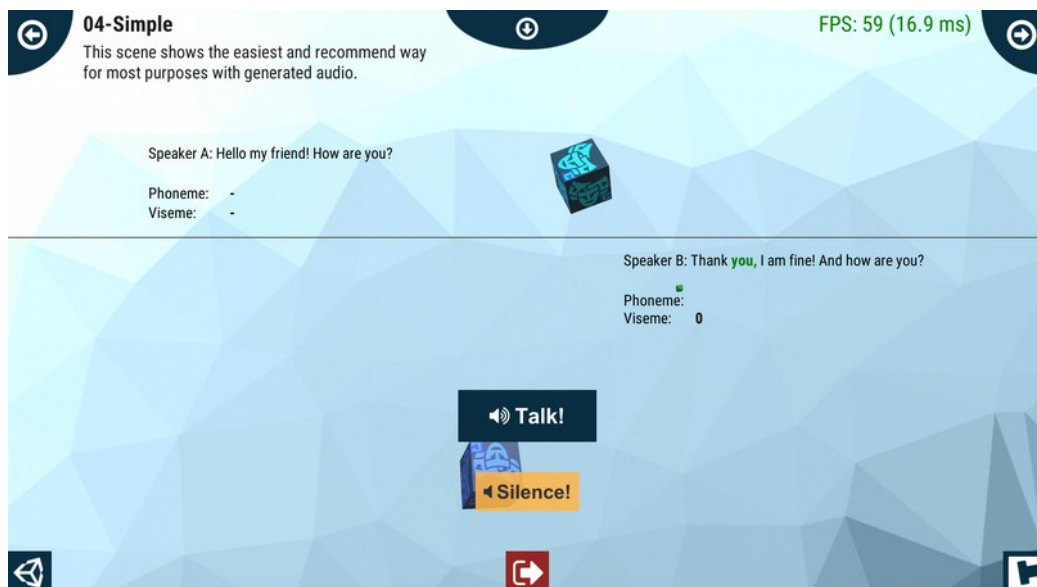 04-Simple
FPS: 59 (16.9 ms)
This scene shows the easiest and recommend way
for most purposes with generated audio.
Speaker A: Hello my friend! How are you?
Phoneme: -
Viseme: -
Speaker B: Thank you, I am fine! And how are you?
Phoneme:
Viseme: 0
Talk!
Silence!